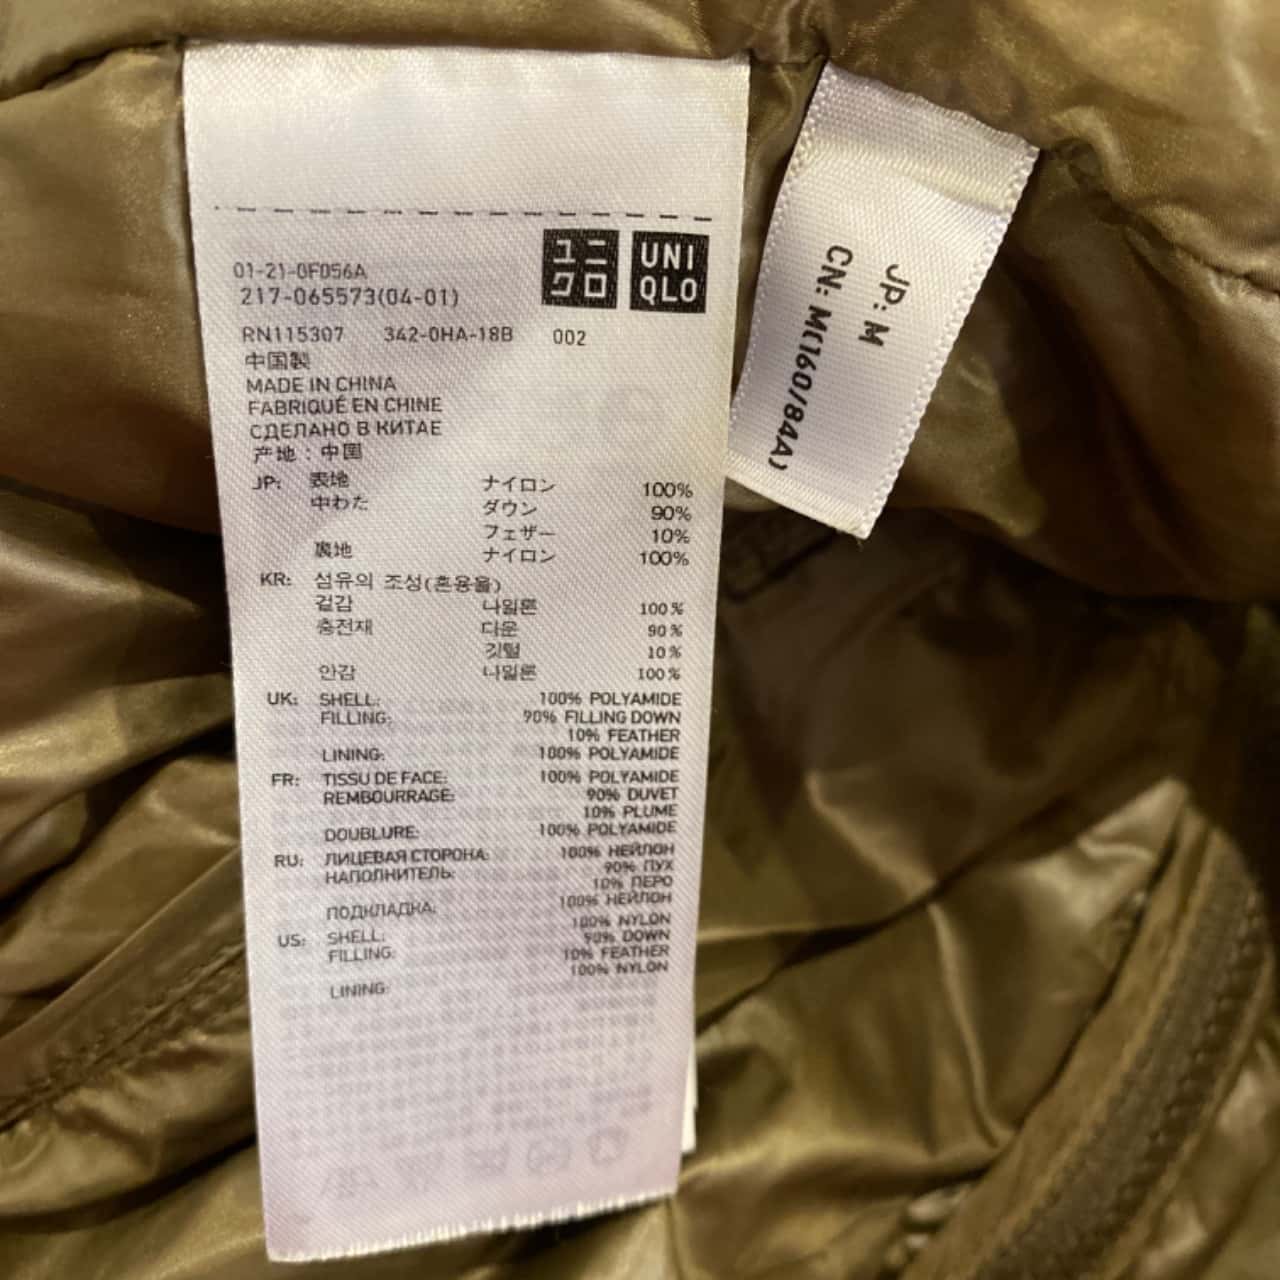 ユニクロ
UNIQLO
01-21-0F056A
217-065573(04-01)
RN115307 342-0HA-18B 002
中国製
MADE IN CHINA
FABRIQUÉ EN CHINE
СДЕЛАНО В КИТАЕ
产地：中国
JP: 表地 ナイロン 100%
中わた ダウン 90%
フェザー 10%
裏地 ナイロン 100%
KR: 섬유의 조성(혼용율)
겉감 나일론 100%
충전재 다운 90%
깃털 10%
안감 나일론 100%
UK: SHELL: 100% POLYAMIDE
FILLING: 90% FILLING DOWN
10% FEATHER
LINING: 100% POLYAMIDE
FR: TISSU DE FACE: 100% POLYAMIDE
REMBOURRAGE: 90% DUVET
10% PLUME
DOUBLURE: 100% POLYAMIDE
RU: ЛИЦЕВАЯ СТОРОНА: 100% НЕЙЛОН
НАПОЛНИТЕЛЬ: 90% ПУХ
10% ПЕРО
ПОДКЛАДКА: 100% НЕЙЛОН
US: SHELL: 100% NYLON
FILLING: 90% DOWN
10% FEATHER
LINING: 100% NYLON
JP: M
CN: M(160/84A)